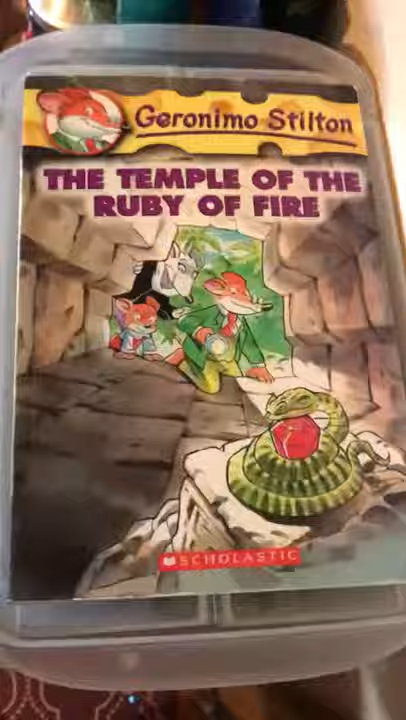 Geronimo Stilton
THE TEMPLE OF THE
RUBY OF FIRE
SCHOLASTIC